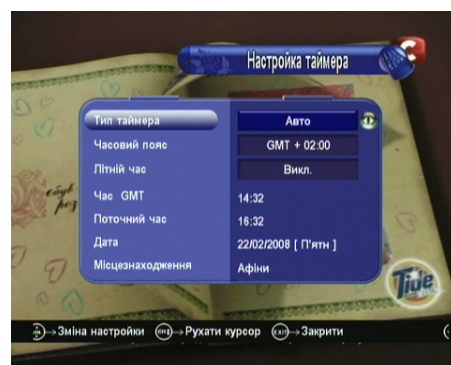 Настройка таймера
Тип таймера Авто
Часовий пояс GMT + 02:00
Літній час Викл.
Час GMT 14:32
Поточний час 16:32
Дата 22/02/2008 [ П'ятн ]
Місцезнаходження Афіни
Tide
→Зміна настройки →Рухати курсор EXIT→Закрити